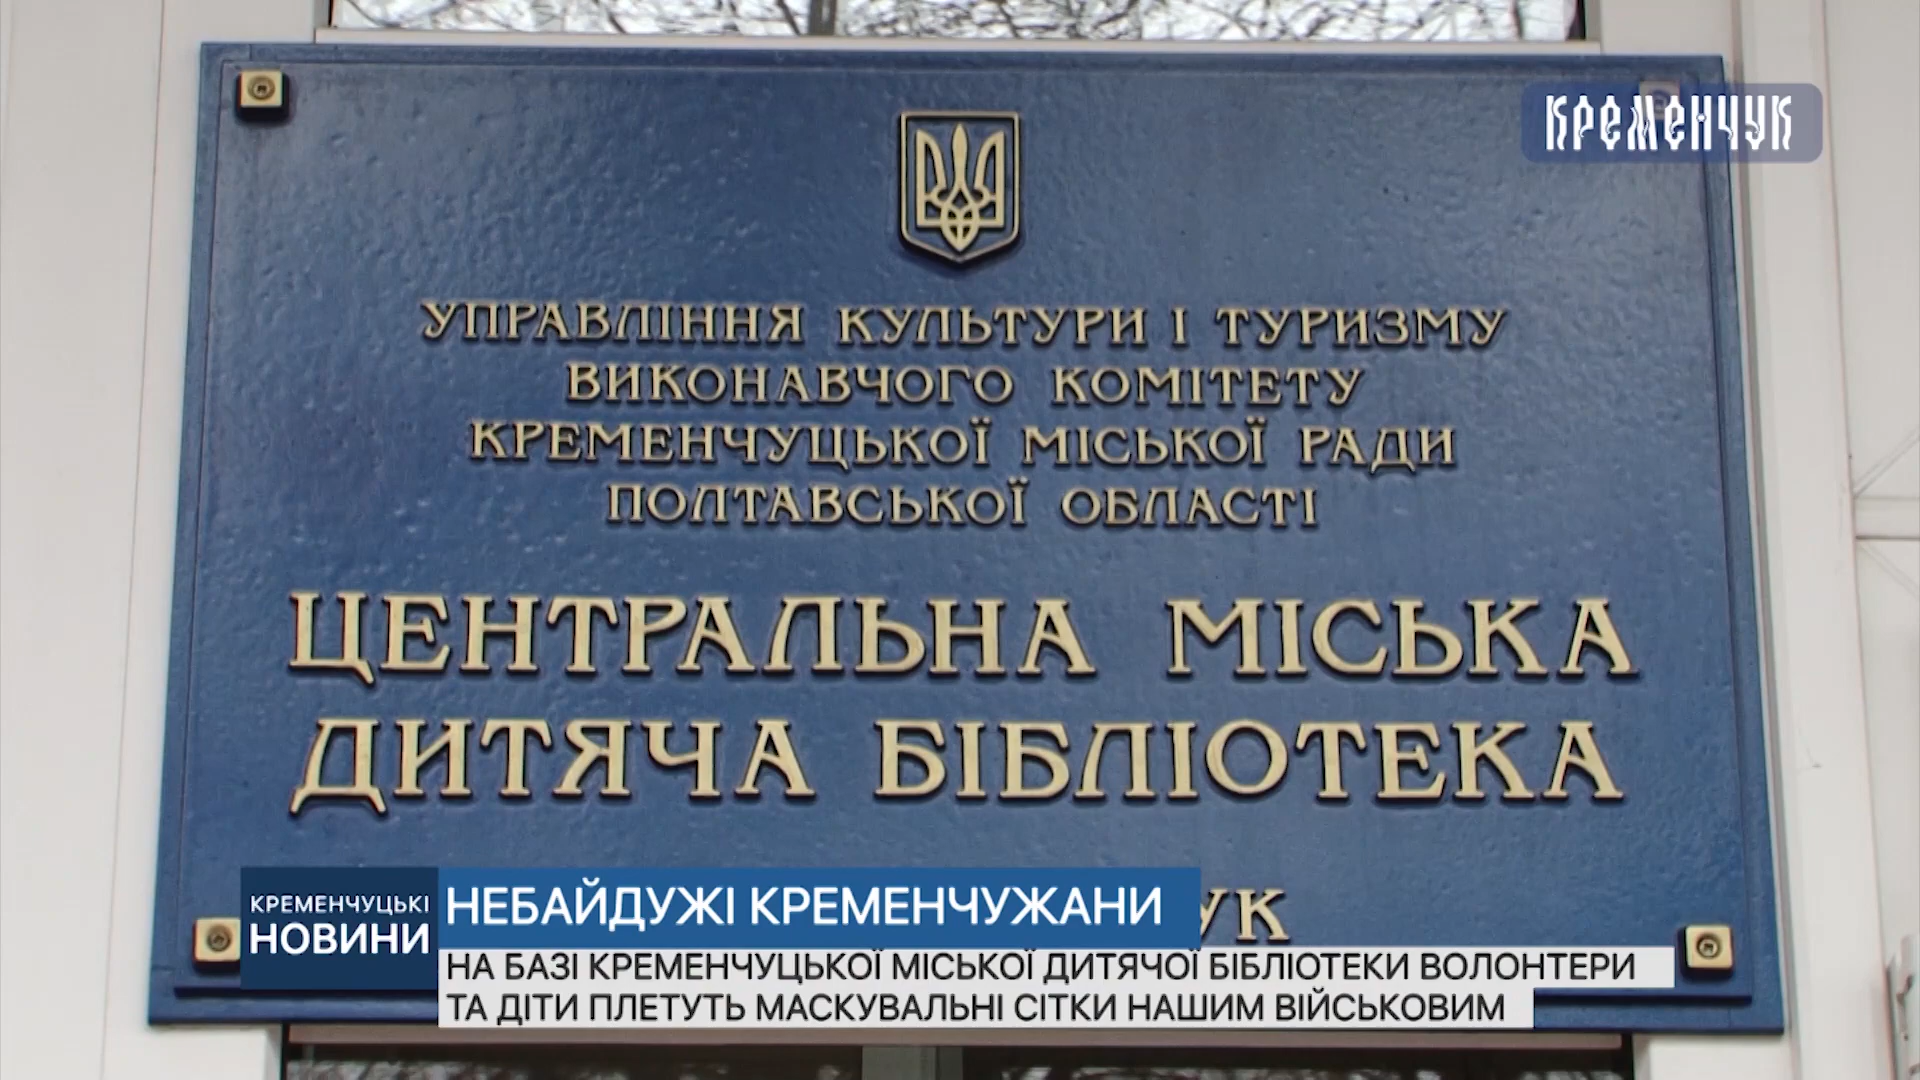 КРЕМЕНЧУК
УПРАВЛІННЯ КУЛЬТУРИ І ТУРИЗМУ
ВИКОНАВЧОГО КОМІТЕТУ
КРЕМЕНЧУЦЬКОЇ МІСЬКОЇ РАДИ
ПОЛТАВСЬКОЇ ОБЛАСТІ
ЦЕНТРАЛЬНА МІСЬКА
ДИТЯЧА БІБЛІОТЕКА
КРЕМЕНЧУЦЬКІ
НОВИНИ
НЕБАЙДУЖІ КРЕМЕНЧУЖАНИ
НА БАЗІ КРЕМЕНЧУЦЬКОЇ МІСЬКОЇ ДИТЯЧОЇ БІБЛІОТЕКИ ВОЛОНТЕРИ
ТА ДІТИ ПЛЕТУТЬ МАСКУВАЛЬНІ СІТКИ НАШИМ ВІЙСЬКОВИМ